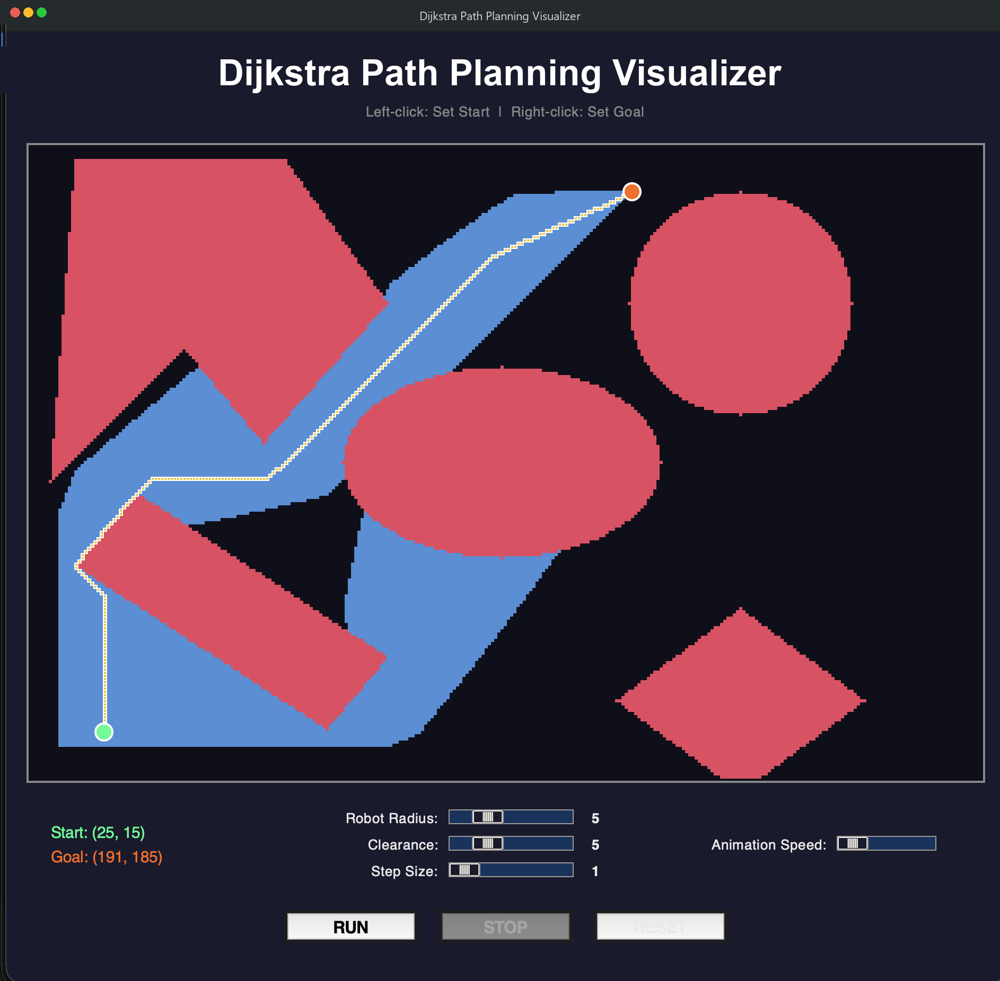 Dijkstra Path Planning Visualizer
Dijkstra Path Planning Visualizer
Left-click: Set Start | Right-click: Set Goal
Start: (25, 15)
Goal: (191, 185)
Robot Radius: 5
Clearance: 5
Step Size: 1
Animation Speed:
RUN
STOP
RESET